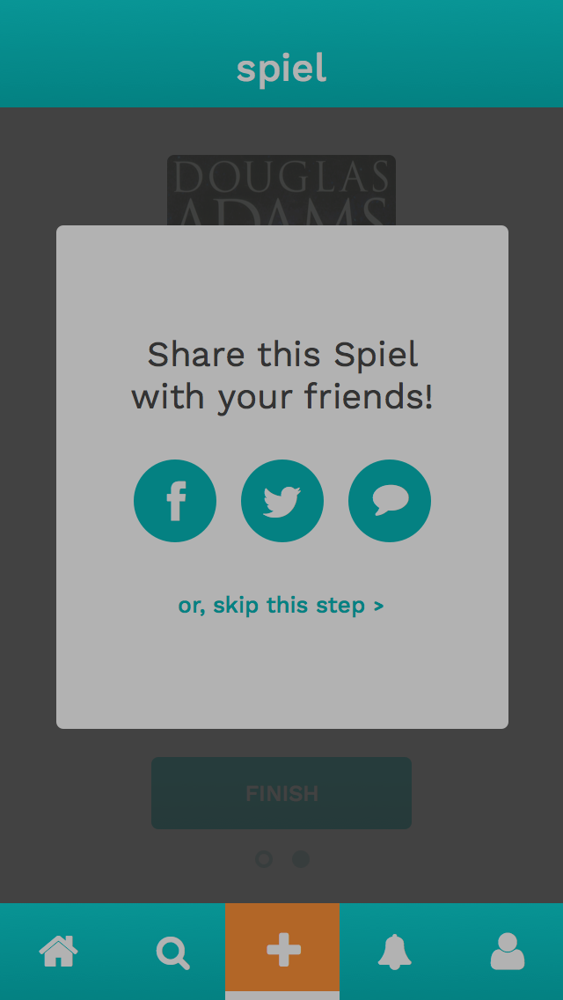 spiel
DOUGLAS
ADAMS
Share this Spiel
with your friends!
or, skip this step >
FINISH